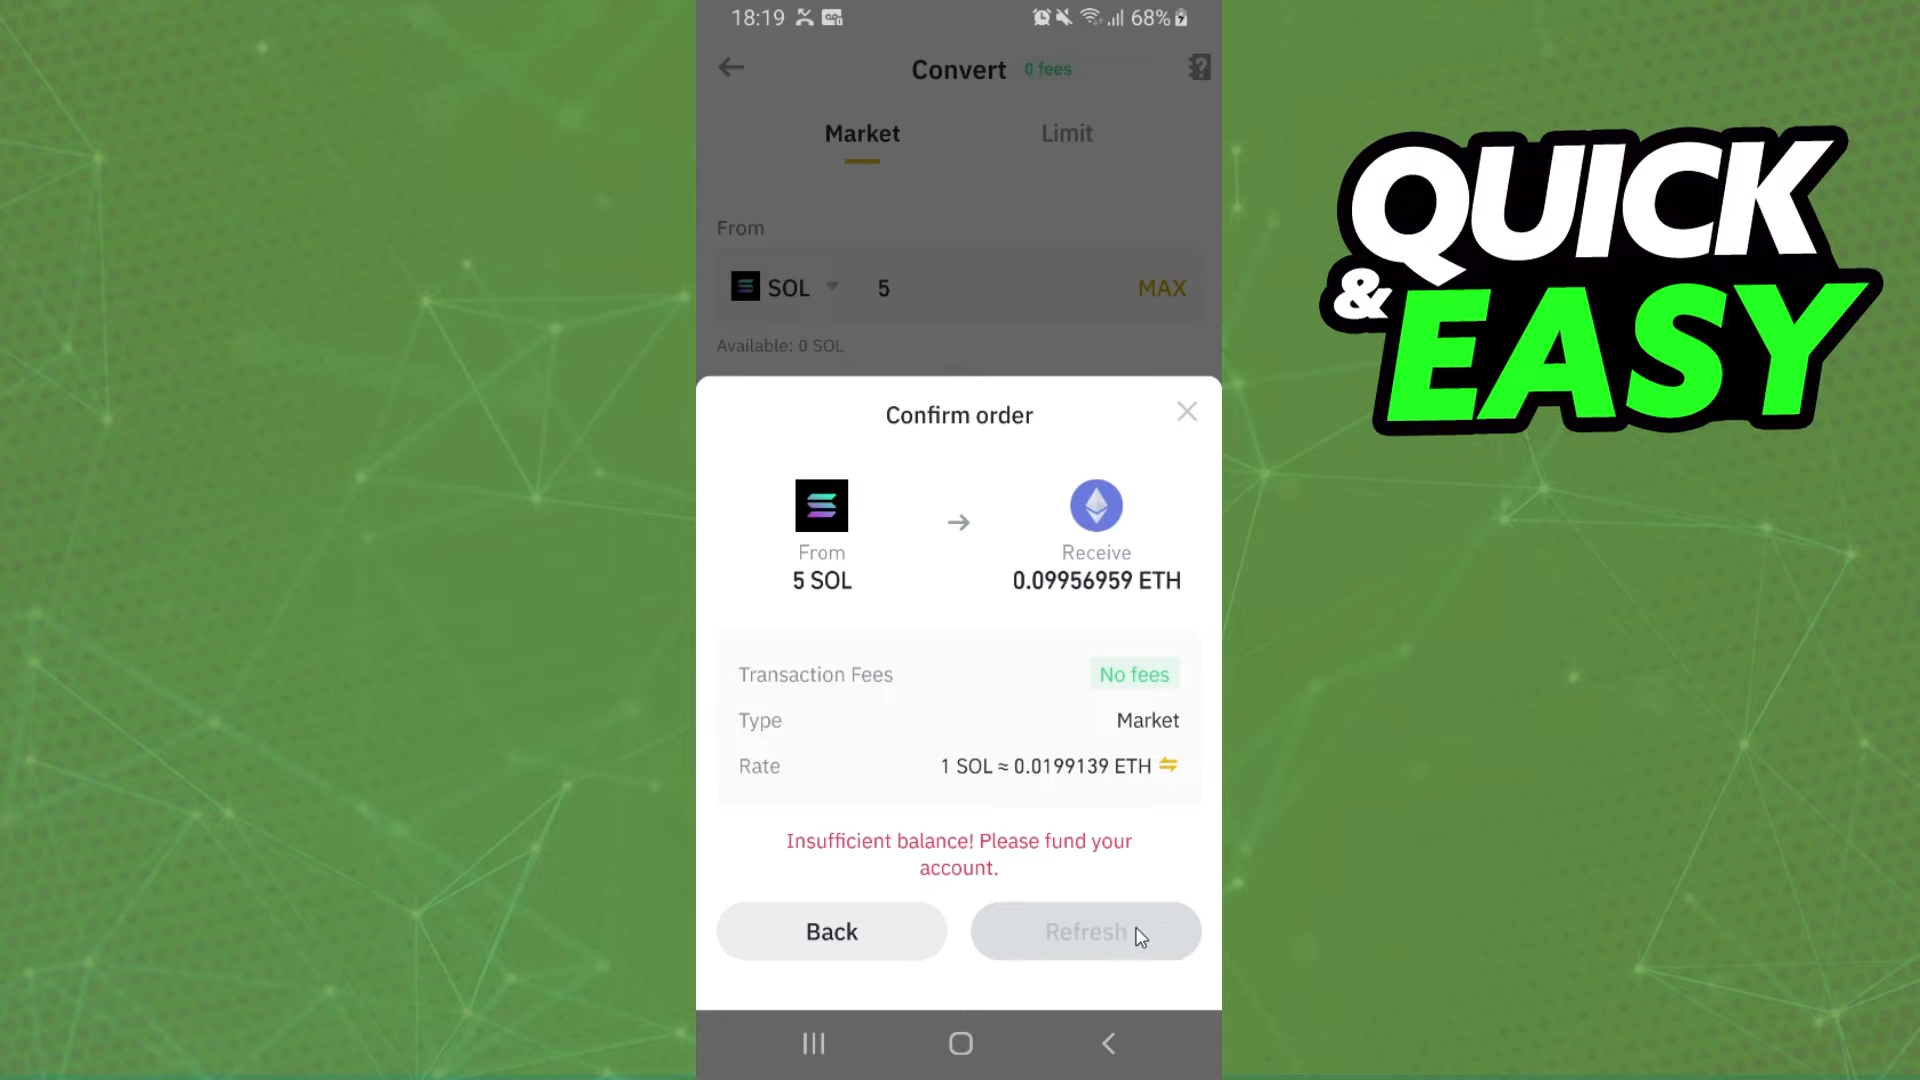 18:19
68%
Convert 0 fees
Market Limit
From
SOL 5 MAX
Available: 0 SOL
Confirm order
From
5 SOL
Receive
0.09956959 ETH
Transaction Fees No fees
Type Market
Rate 1 SOL ≈ 0.0199139 ETH
Insufficient balance! Please fund your
account.
Back Refresh
QUICK
& EASY